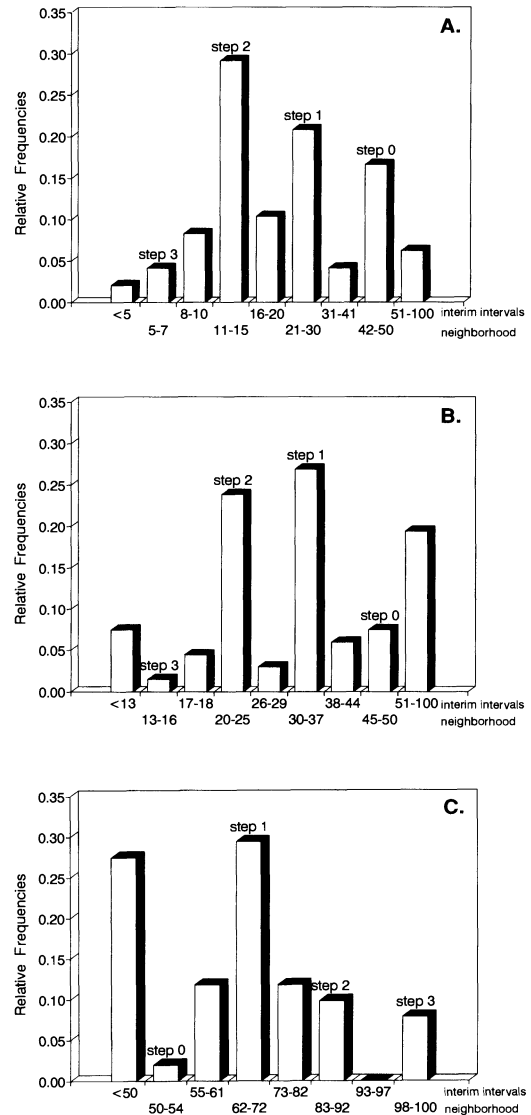 A.
0.35
0.30
0.25
0.20
0.15
0.10
0.05
0.00
Relative Frequencies
step 3
step 2
step 1
step 0
<5 8-10 16-20 31-41 51-100 interim intervals
5-7 11-15 21-30 42-50 neighborhood
B.
0.35
0.30
0.25
0.20
0.15
0.10
0.05
0.00
Relative Frequencies
step 3
step 2
step 1
step 0
<13 17-18 26-29 38-44 51-100 interim intervals
13-16 20-25 30-37 45-50 neighborhood
C.
0.35
0.30
0.25
0.20
0.15
0.10
0.05
0.00
Relative Frequencies
step 0
step 1
step 2
step 3
<50 55-61 73-82 93-97 interim intervals
50-54 62-72 83-92 98-100 neighborhood